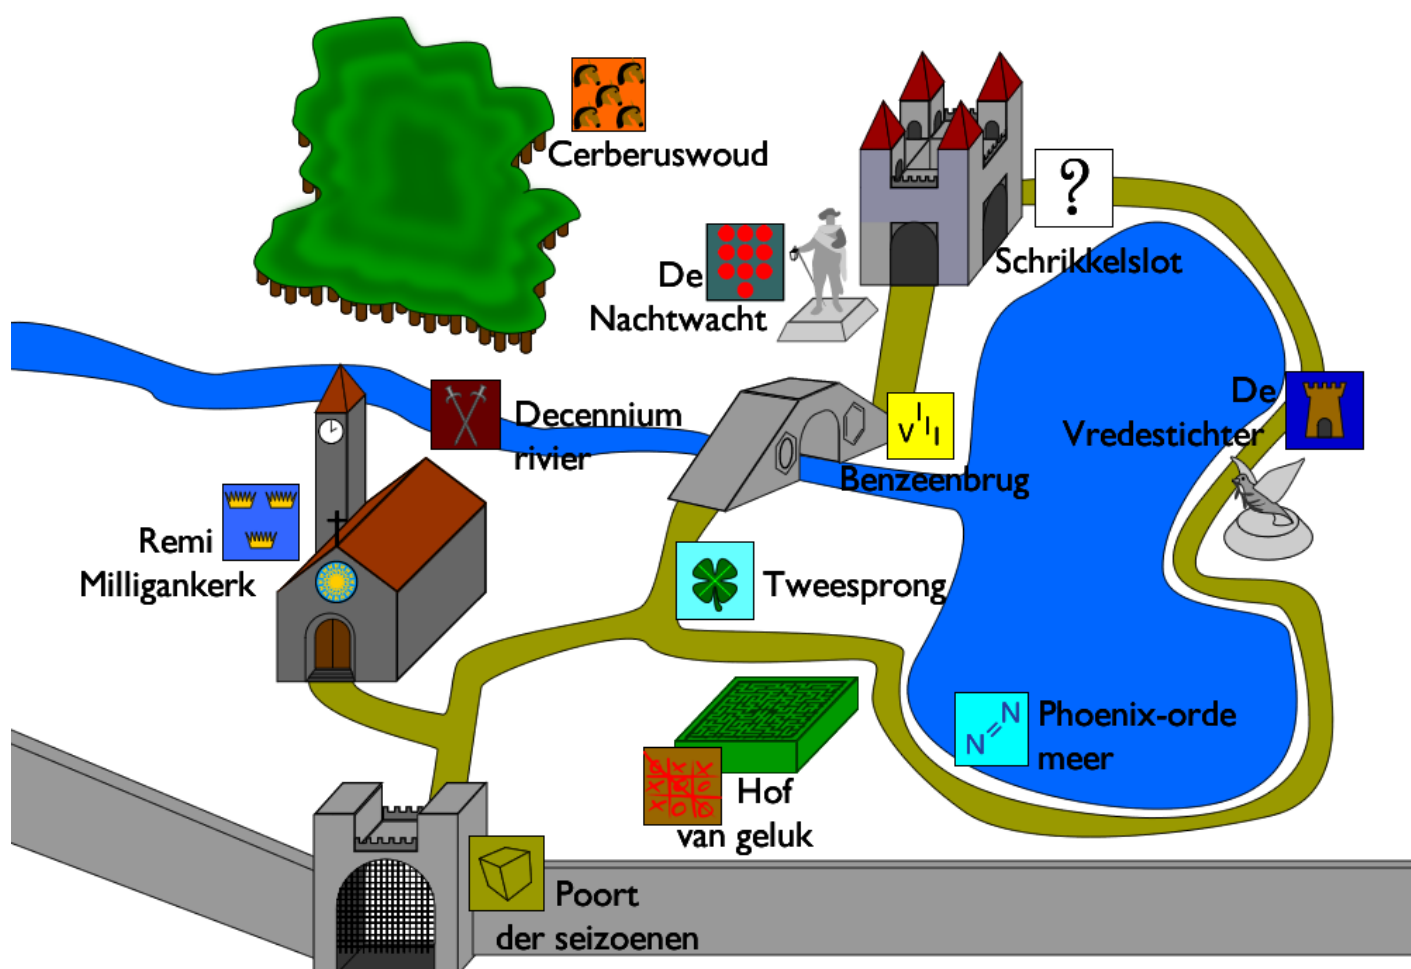 Cerberuswoud
?
Schrikkelslot
De
Nachtwacht
De
Vredestichter
Decennium
rivier
V I I I
Benzeenbrug
Remi
Milligankerk
Tweesprong
N=N
Phoenix-orde
meer
O X X
X O O
X O O
Hof
van geluk
Poort
der seizoenen